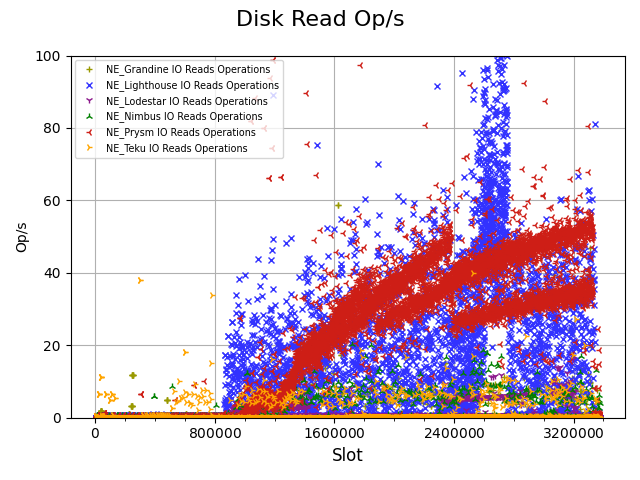 Disk Read Op/s
100
80
60
40
20
0
Op/s
NE_Grandine IO Reads Operations
NE_Lighthouse IO Reads Operations
NE_Lodestar IO Reads Operations
NE_Nimbus IO Reads Operations
NE_Prysm IO Reads Operations
NE_Teku IO Reads Operations
0 800000 1600000 2400000 3200000
Slot